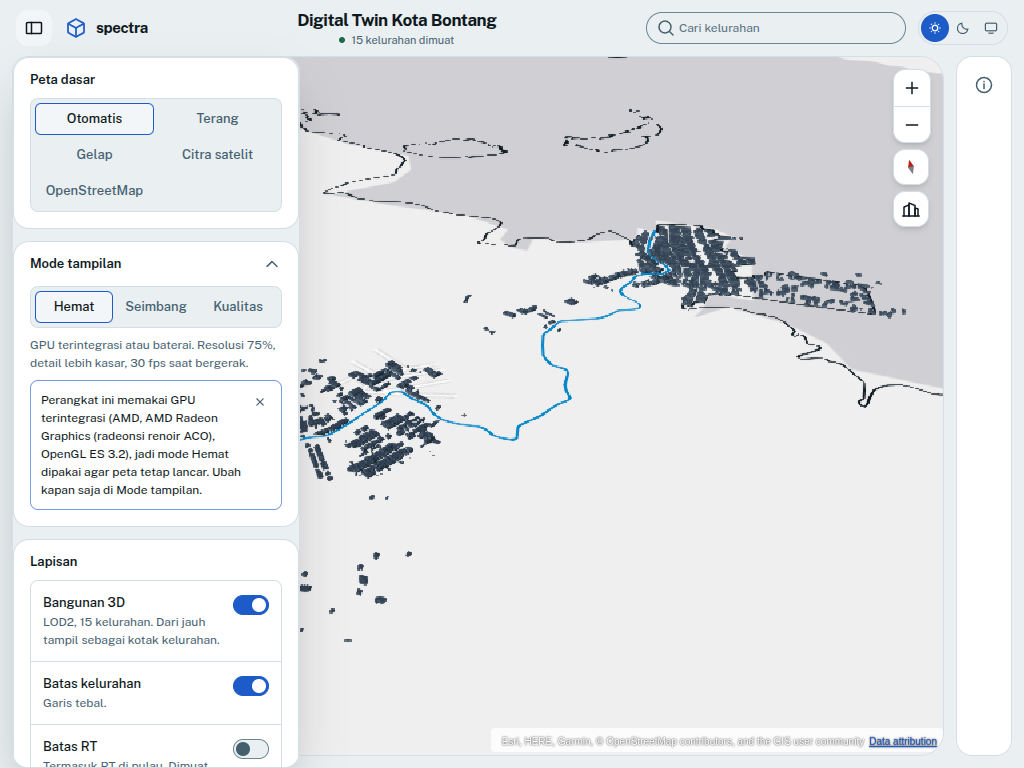 spectra
Digital Twin Kota Bontang
15 kelurahan dimuat
Cari kelurahan
Peta dasar
Otomatis
Terang
Gelap
Citra satelit
OpenStreetMap
Mode tampilan
Hemat
Seimbang
Kualitas
GPU terintegrasi atau baterai. Resolusi 75%,
detail lebih kasar, 30 fps saat bergerak.
Perangkat ini memakai GPU
terintegrasi (AMD, AMD Radeon
Graphics (radeonsi renoir ACO),
OpenGL ES 3.2), jadi mode Hemat
dipakai agar peta tetap lancar. Ubah
kapan saja di Mode tampilan.
Lapisan
Bangunan 3D
LOD2, 15 kelurahan. Dari jauh
tampil sebagai kotak kelurahan.
Batas kelurahan
Garis tebal.
Batas RT
Termasuk RT di pulau. Dimuat
Esri, HERE, Garmin, © OpenStreetMap contributors, and the GIS user community Data attribution